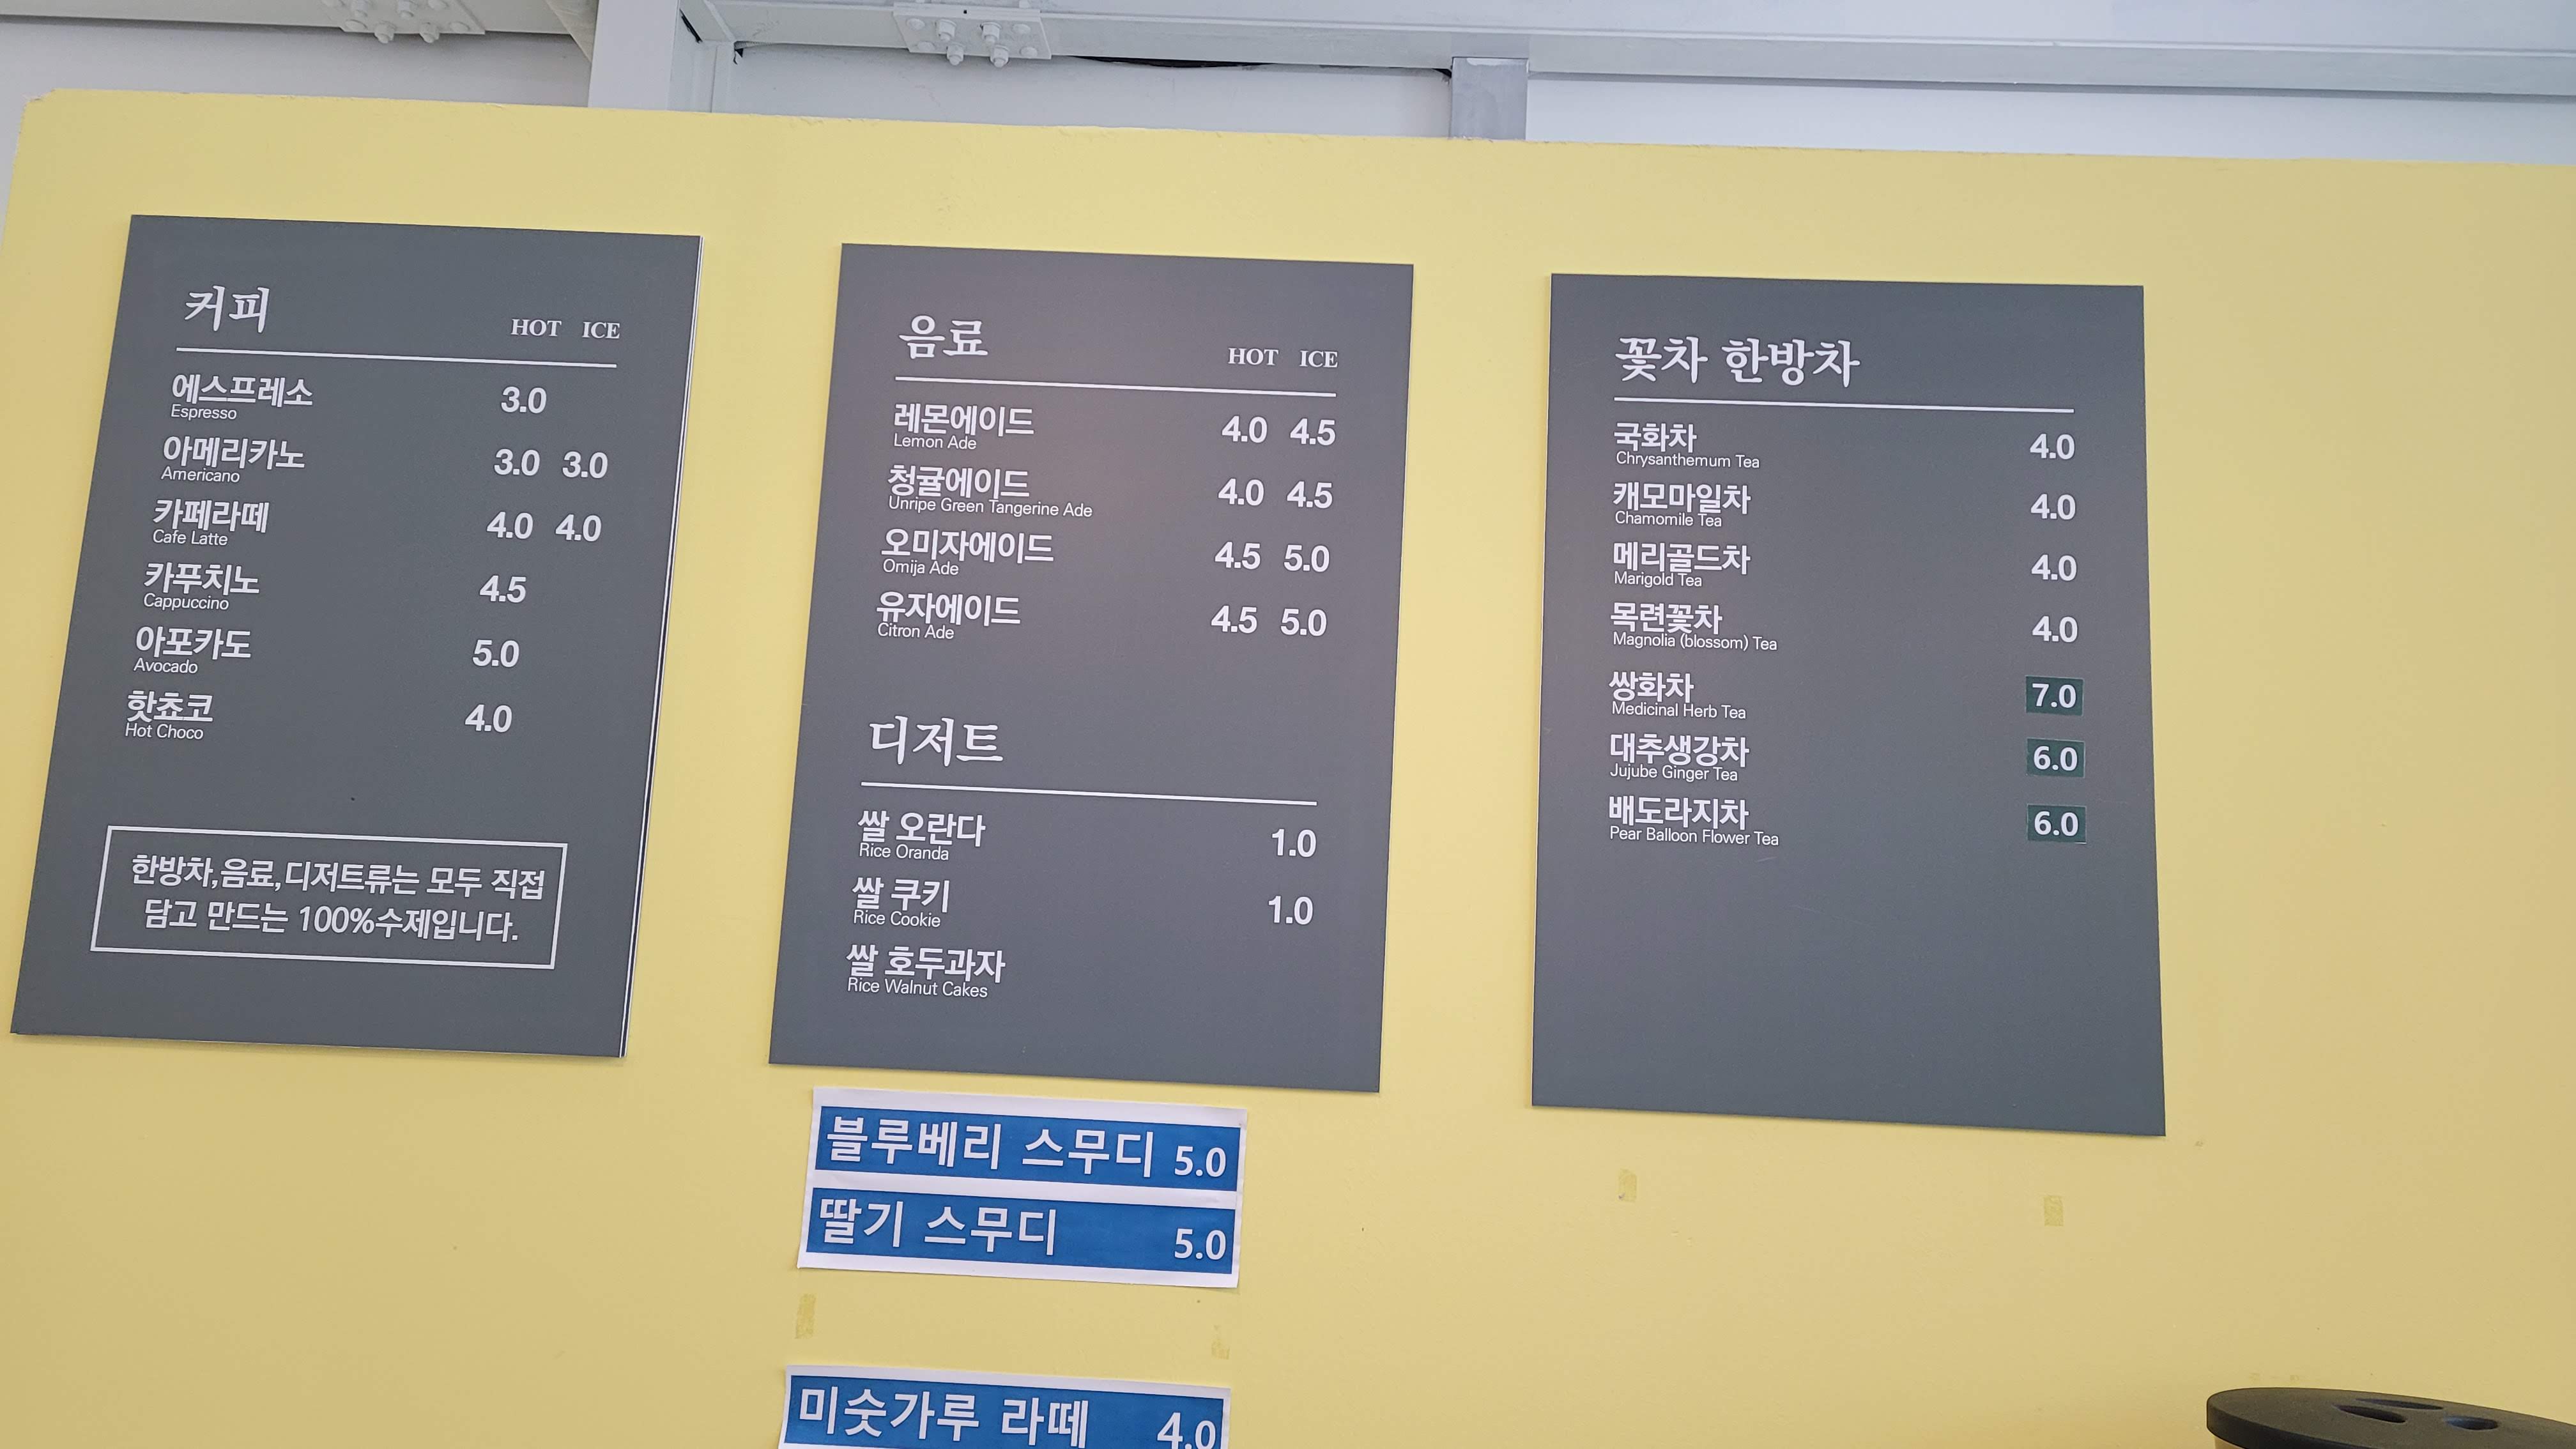 커피 HOT ICE
에스프레소 3.0
Espresso
아메리카노 3.0 3.0
Americano
카페라떼 4.0 4.0
Cafe Latte
카푸치노 4.5
Cappuccino
아포카도 5.0
Avocado
핫쵸코 4.0
Hot Choco
한방차,음료,디저트류는 모두 직접
담고 만드는 100%수제입니다.
음료 HOT ICE
레몬에이드 4.0 4.5
Lemon Ade
청귤에이드 4.0 4.5
Unripe Green Tangerine Ade
오미자에이드 4.5 5.0
Omija Ade
유자에이드 4.5 5.0
Citron Ade
디저트
쌀 오란다 1.0
Rice Oranda
쌀 쿠키 1.0
Rice Cookie
쌀 호두과자
Rice Walnut Cakes
블루베리 스무디 5.0
딸기 스무디 5.0
미숫가루 라떼 4.0
꽃차 한방차
국화차 4.0
Chrysanthemum Tea
캐모마일차 4.0
Chamomile Tea
메리골드차 4.0
Marigold Tea
목련꽃차 4.0
Magnolia (blossom) Tea
쌍화차 7.0
Medicinal Herb Tea
대추생강차 6.0
Jujube Ginger Tea
배도라지차 6.0
Pear Balloon Flower Tea